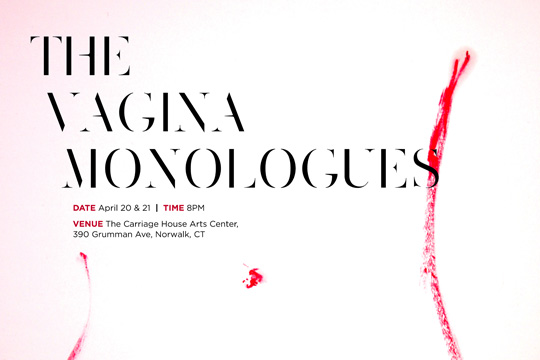 THE
VAGINA
MONOLOGUES
DATE April 20 & 21 | TIME 8PM
VENUE The Carriage House Arts Center,
390 Grumman Ave, Norwalk, CT